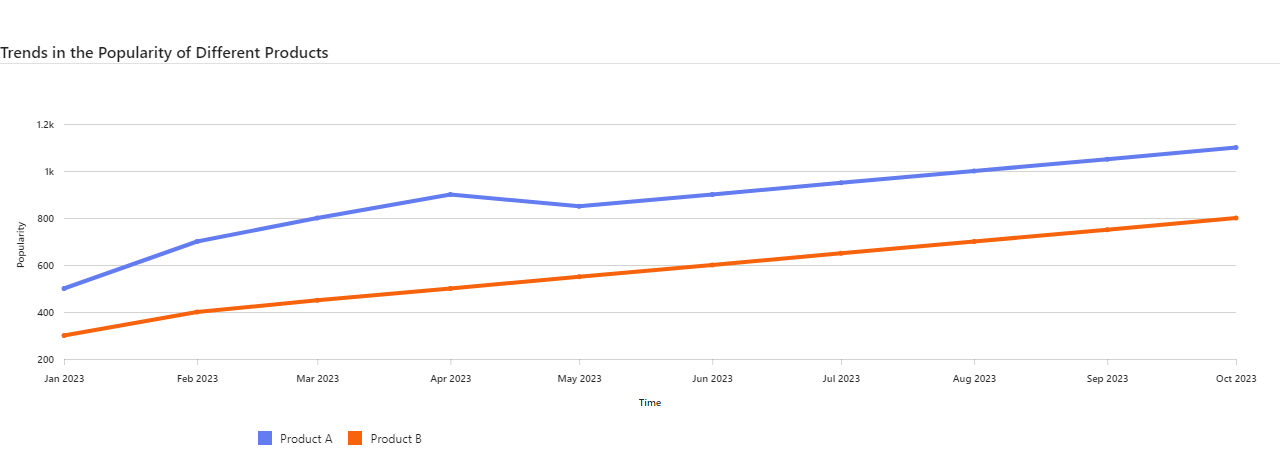 Trends in the Popularity of Different Products
1.2k
1k
800
600
400
200
Popularity
Jan 2023 Feb 2023 Mar 2023 Apr 2023 May 2023 Jun 2023 Jul 2023 Aug 2023 Sep 2023 Oct 2023
Time
Product A Product B